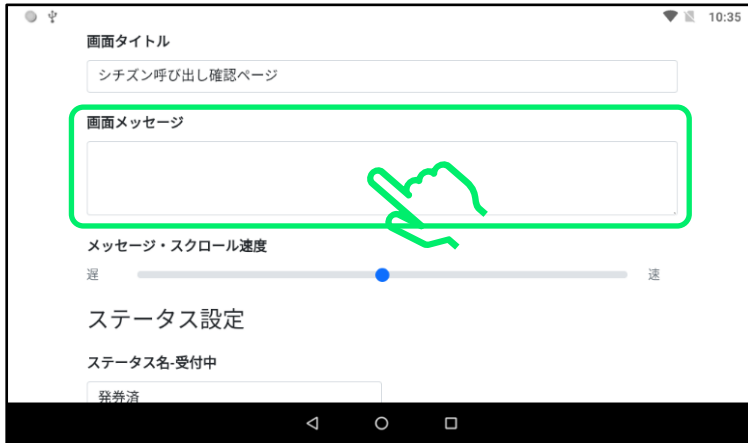 10:35
画面タイトル
シチズン呼び出し確認ページ
画面メッセージ
メッセージ・スクロール速度
遅 速
ステータス設定
ステータス名-受付中
発券済